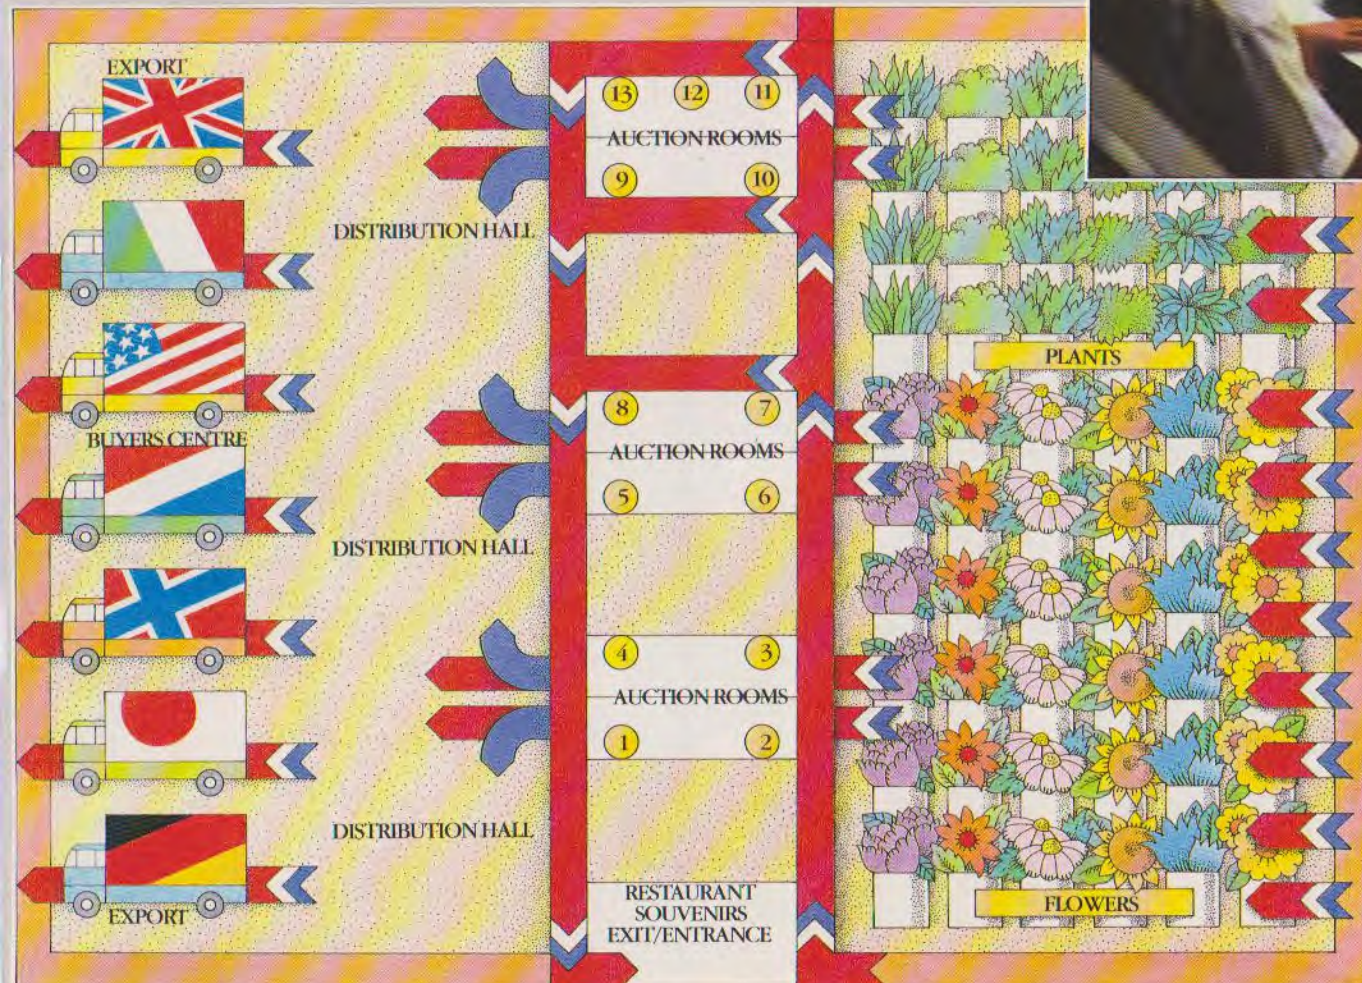 EXPORT
DISTRIBUTION HALL
BUYERS CENTRE
DISTRIBUTION HALL
DISTRIBUTION HALL
EXPORT
13 12 11
AUCTION ROOMS
9 10
8 7
AUCTION ROOMS
5 6
4 3
AUCTION ROOMS
1 2
RESTAURANT
SOUVENIRS
EXIT/ENTRANCE
PLANTS
FLOWERS